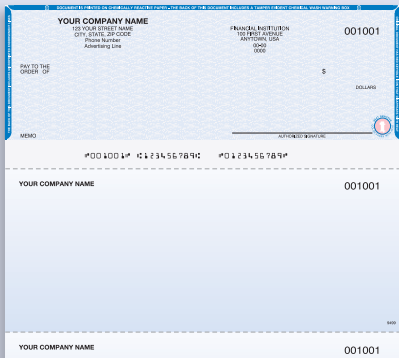 DOCUMENT IS PRINTED ON CHEMICALLY REACTIVE PAPER • THE BACK OF THIS DOCUMENT INCLUDES A TAMPER EVIDENT CHEMICAL WASH WARNING BOX
YOUR COMPANY NAME
123 YOUR STREET NAME
CITY, STATE, ZIP CODE
Phone Number
Advertising Line
FINANCIAL INSTITUTION
100 FIRST AVENUE
ANYTOWN, USA
00-00
0000
001001
PAY TO THE
ORDER OF
$
DOLLARS
MEMO
AUTHORIZED SIGNATURE
⑈001001⑈ ⑆123456789⑆ ⑈0123456789⑈
YOUR COMPANY NAME 001001
YOUR COMPANY NAME 001001